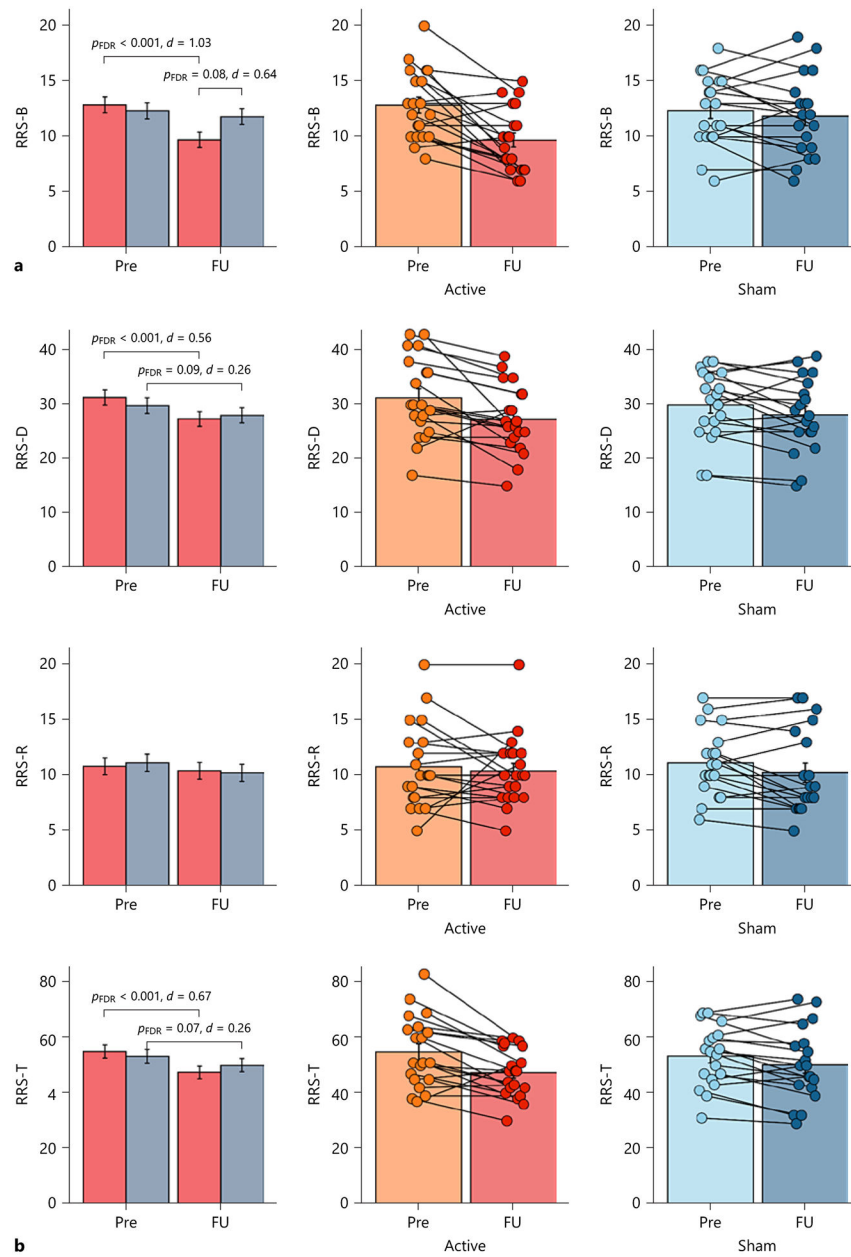 20
15
10
5
0
RRS-B
pFDR < 0.001, d = 1.03
pFDR = 0.08, d = 0.64
Pre
FU
20
15
10
5
0
RRS-B
Pre
FU
Active
20
15
10
5
0
RRS-B
Pre
FU
Sham
a
40
30
20
10
0
RRS-D
pFDR < 0.001, d = 0.56
pFDR = 0.09, d = 0.26
Pre
FU
40
30
20
10
0
RRS-D
Pre
FU
Active
40
30
20
10
0
RRS-D
Pre
FU
Sham
20
15
10
5
0
RRS-R
Pre
FU
20
15
10
5
0
RRS-R
Pre
FU
Active
20
15
10
5
0
RRS-R
Pre
FU
Sham
80
60
4
20
0
RRS-T
pFDR < 0.001, d = 0.67
pFDR = 0.07, d = 0.26
Pre
FU
80
60
40
20
0
RRS-T
Pre
FU
Active
80
60
40
20
0
RRS-T
Pre
FU
Sham
b